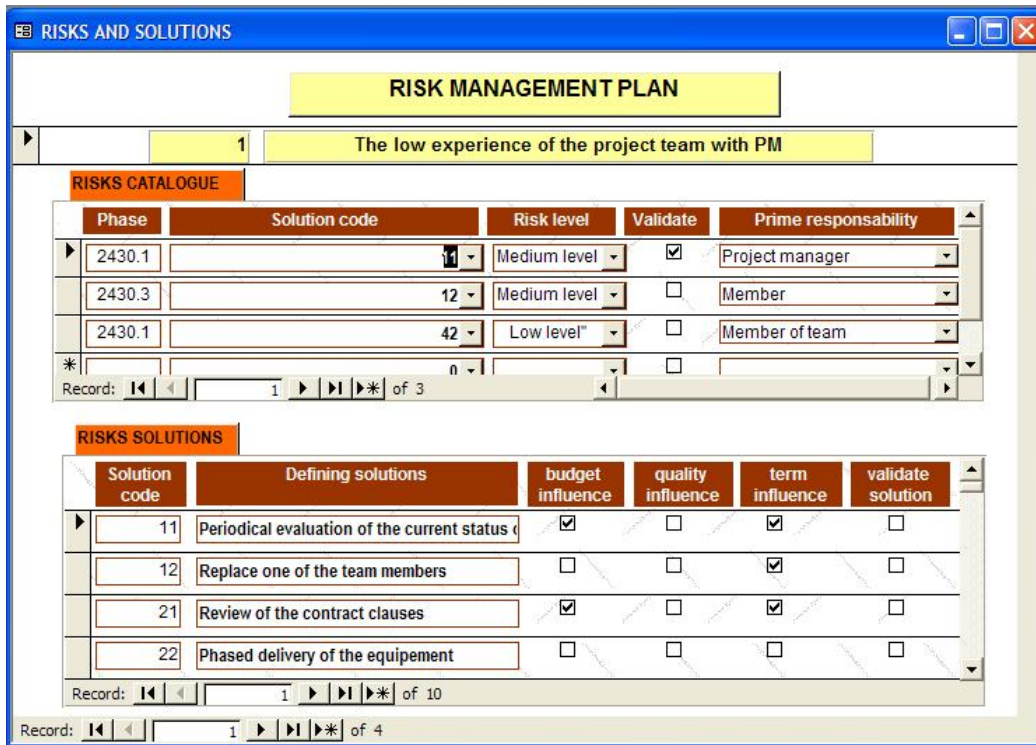 RISKS AND SOLUTIONS
RISK MANAGEMENT PLAN
1 The low experience of the project team with PM
RISKS CATALOGUE
Phase Solution code Risk level Validate Prime responsability
2430.1 11 Medium level Project manager
2430.3 12 Medium level Member
2430.1 42 Low level" Member of team
0
Record: 1 of 3
RISKS SOLUTIONS
Solution code Defining solutions budget influence quality influence term influence validate solution
11 Periodical evaluation of the current status
12 Replace one of the team members
21 Review of the contract clauses
22 Phased delivery of the equipement
Record: 1 of 10
Record: 1 of 4